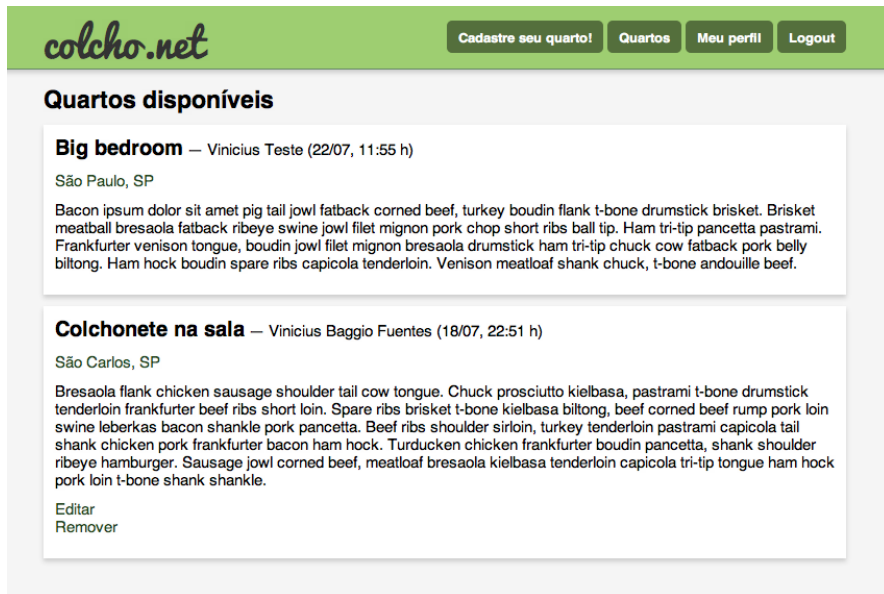 colcho.net
Cadastre seu quarto! Quartos Meu perfil Logout
Quartos disponíveis
Big bedroom — Vinicius Teste (22/07, 11:55 h)
São Paulo, SP
Bacon ipsum dolor sit amet pig tail jowl fatback corned beef, turkey boudin flank t-bone drumstick brisket. Brisket
meatball bresaola fatback ribeye swine jowl filet mignon pork chop short ribs ball tip. Ham tri-tip pancetta pastrami.
Frankfurter venison tongue, boudin jowl filet mignon bresaola drumstick ham tri-tip chuck cow fatback pork belly
biltong. Ham hock boudin spare ribs capicola tenderloin. Venison meatloaf shank chuck, t-bone andouille beef.
Colchonete na sala — Vinicius Baggio Fuentes (18/07, 22:51 h)
São Carlos, SP
Bresaola flank chicken sausage shoulder tail cow tongue. Chuck prosciutto kielbasa, pastrami t-bone drumstick
tenderloin frankfurter beef ribs short loin. Spare ribs brisket t-bone kielbasa biltong, beef corned beef rump pork loin
swine leberkas bacon shankle pork pancetta. Beef ribs shoulder sirloin, turkey tenderloin pastrami capicola tail
shank chicken pork frankfurter bacon ham hock. Turducken chicken frankfurter boudin pancetta, shank shoulder
ribeye hamburger. Sausage jowl corned beef, meatloaf bresaola kielbasa tenderloin capicola tri-tip tongue ham hock
pork loin t-bone shank shankle.
Editar
Remover